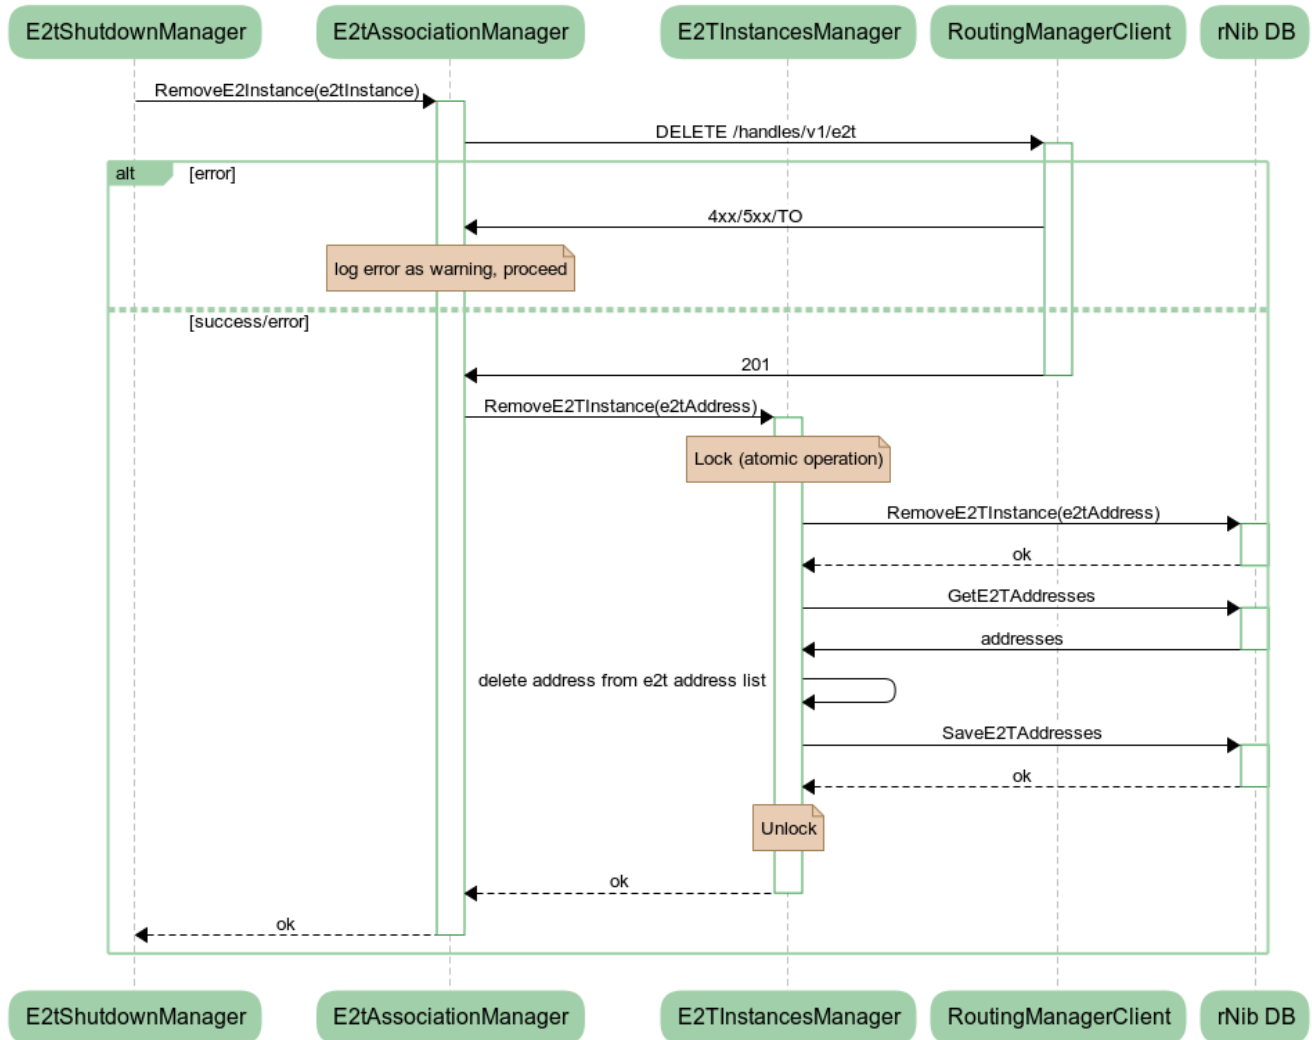 E2tShutdownManager
E2tAssociationManager
E2TInstancesManager
RoutingManagerClient
rNib DB
RemoveE2Instance(e2tInstance)
DELETE /handles/v1/e2t
alt
[error]
4xx/5xx/TO
log error as warning, proceed
[success/error]
201
RemoveE2TInstance(e2tAddress)
Lock (atomic operation)
RemoveE2TInstance(e2tAddress)
ok
GetE2TAddresses
addresses
delete address from e2t address list
SaveE2TAddresses
ok
Unlock
ok
ok
E2tShutdownManager
E2tAssociationManager
E2TInstancesManager
RoutingManagerClient
rNib DB